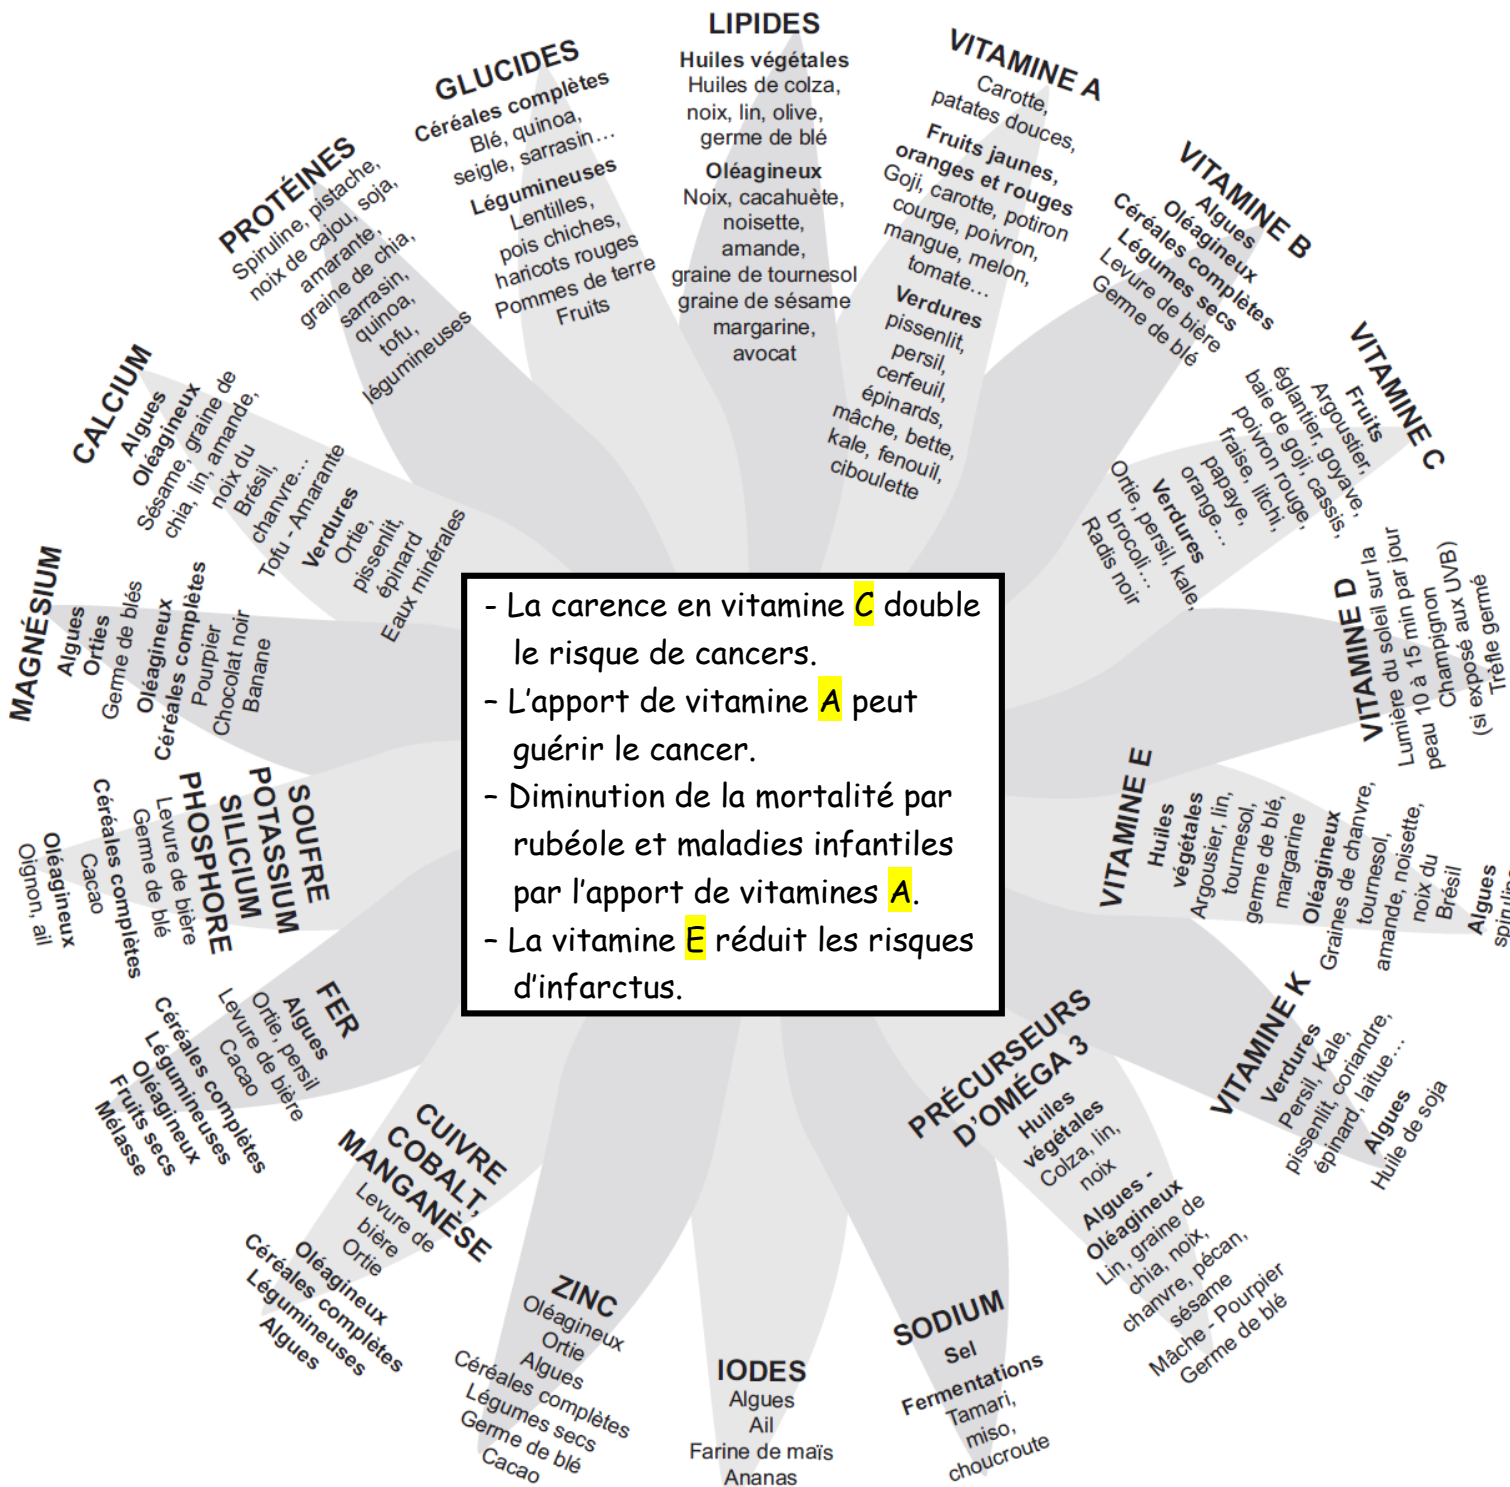 LIPIDES
Huiles végétales
Huiles de colza,
noix, lin, olive,
germe de blé
Oléagineux
Noix, cacahuète,
noisette,
amande,
graine de tournesol
graine de sésame
margarine,
avocat
VITAMINE A
Carotte,
patates douces,
Fruits jaunes,
oranges et rouges
Goji, carotte, potiron
courge, poivron,
mangue, melon,
tomate...
Verdures
pissenlit,
persil,
cerfeuil,
épinards,
mâche, bette,
kale, fenouil,
ciboulette
VITAMINE B
Algues
Oléagineux
Céréales complètes
Légumes secs
Levure de bière
Germe de blé
VITAMINE C
Fruits
Argoustier,
églantier, goyave,
baie de goji, cassis,
poivron rouge,
fraise, litchi,
papaye,
orange...
Verdures
Ortie, persil, kale,
brocoli...
Radis noir
VITAMINE D
Lumière du soleil sur la
peau 10 à 15 min par jour
Champignon
(si exposé aux UVB)
Trèfle germé
VITAMINE E
Huiles
végétales
Argousier, lin,
tournesol,
germe de blé,
margarine
Oléagineux
Graines de chanvre,
tournesol,
amande, noisette,
noix du
Brésil
Algues
VITAMINE K
Verdures
Persil, Kale,
pissenlit, coriandre,
épinard, laitue...
Algues
Huile de soja
PRÉCURSEURS
D'OMÉGA 3
Huiles
végétales
Colza, lin,
noix
Algues -
Oléagineux
Lin, graine de
chia, noix,
chanvre, pécan,
sésame
Mâche - Pourpier
Germe de blé
SODIUM
Sel
Fermentations
Tamari,
miso,
choucroute
IODES
Algues
Ail
Farine de maïs
Ananas
ZINC
Oléagineux
Ortie
Algues
Céréales complètes
Légumes secs
Germe de blé
Cacao
CUIVRE
COBALT,
MANGANÈSE
Levure de
bière
Ortie
Oléagineux
Céréales complètes
Légumineuses
Algues
FER
Algues
Ortie, persil
Levure de bière
Cacao
Céréales complètes
Légumineuses
Oléagineux
Fruits secs
Mélasse
SOUFRE
POTASSIUM
SILICIUM
PHOSPHORE
Levure de bière
Germe de blé
Céréales complètes
Cacao
Oléagineux
Oignon, ail
MAGNÉSIUM
Algues
Orties
Germe de blés
Oléagineux
Céréales complètes
Pourpier
Chocolat noir
Banane
CALCIUM
Algues
Oléagineux
Sésame, graine de
chia, lin, amande,
noix du
Brésil,
chanvre...
Tofu - Amarante
Verdures
Ortie,
pissenlit,
épinard
Eaux minérales
PROTÉINES
Spiruline, pistache,
noix de cajou, soja,
amarante,
graine de chia,
sarrasin,
quinoa,
tofu,
légumineuses
GLUCIDES
Céréales complètes
Blé, quinoa,
seigle, sarrasin...
Légumineuses
Lentilles,
pois chiches,
haricots rouges
Pommes de terre
Fruits
- La carence en vitamine C double
le risque de cancers.
- L'apport de vitamine A peut
guérir le cancer.
- Diminution de la mortalité par
rubéole et maladies infantiles
par l'apport de vitamines A.
- La vitamine E réduit les risques
d'infarctus.